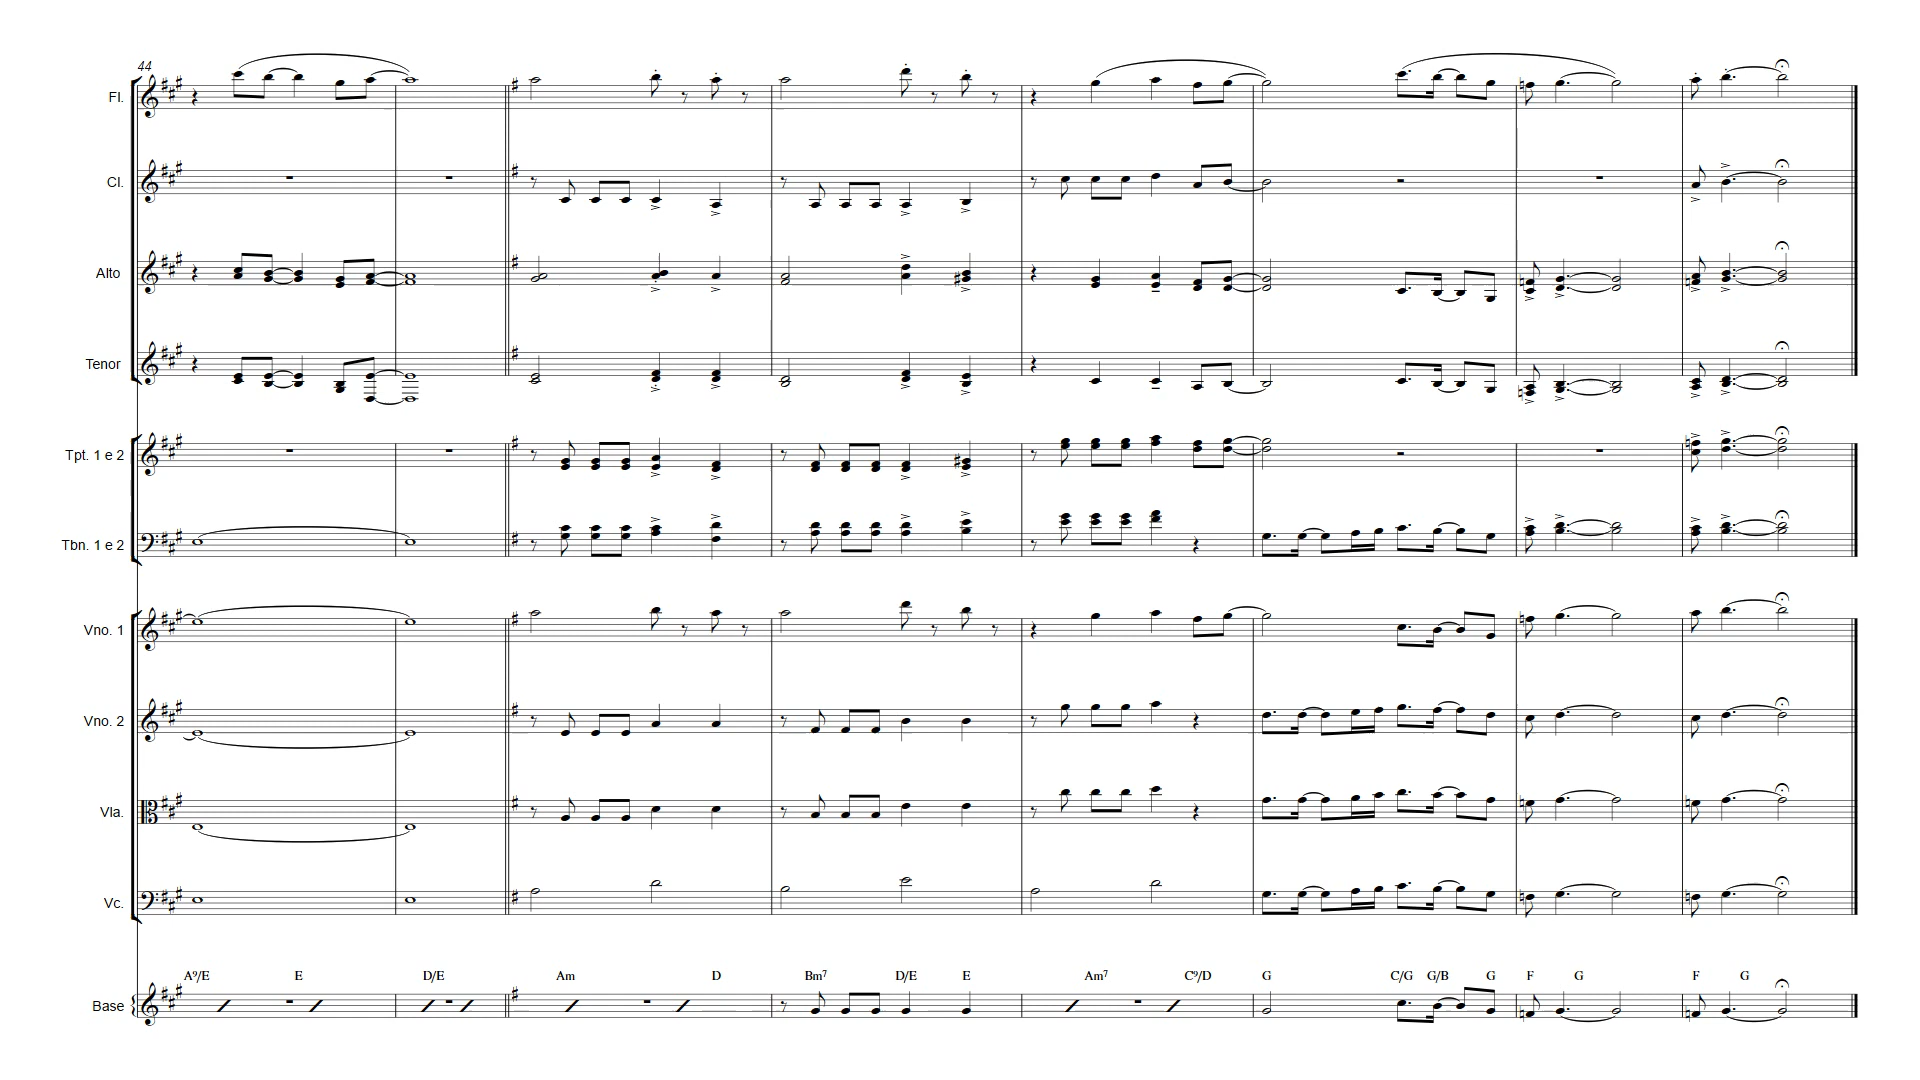 44
Fl.
Cl.
Alto
Tenor
Tpt. 1 e 2
Tbn. 1 e 2
Vno. 1
Vno. 2
Vla.
Vc.
A9/E E D/E Am D Bm7 D/E E Am7 C9/D G C/G G/B G F G F G
Base